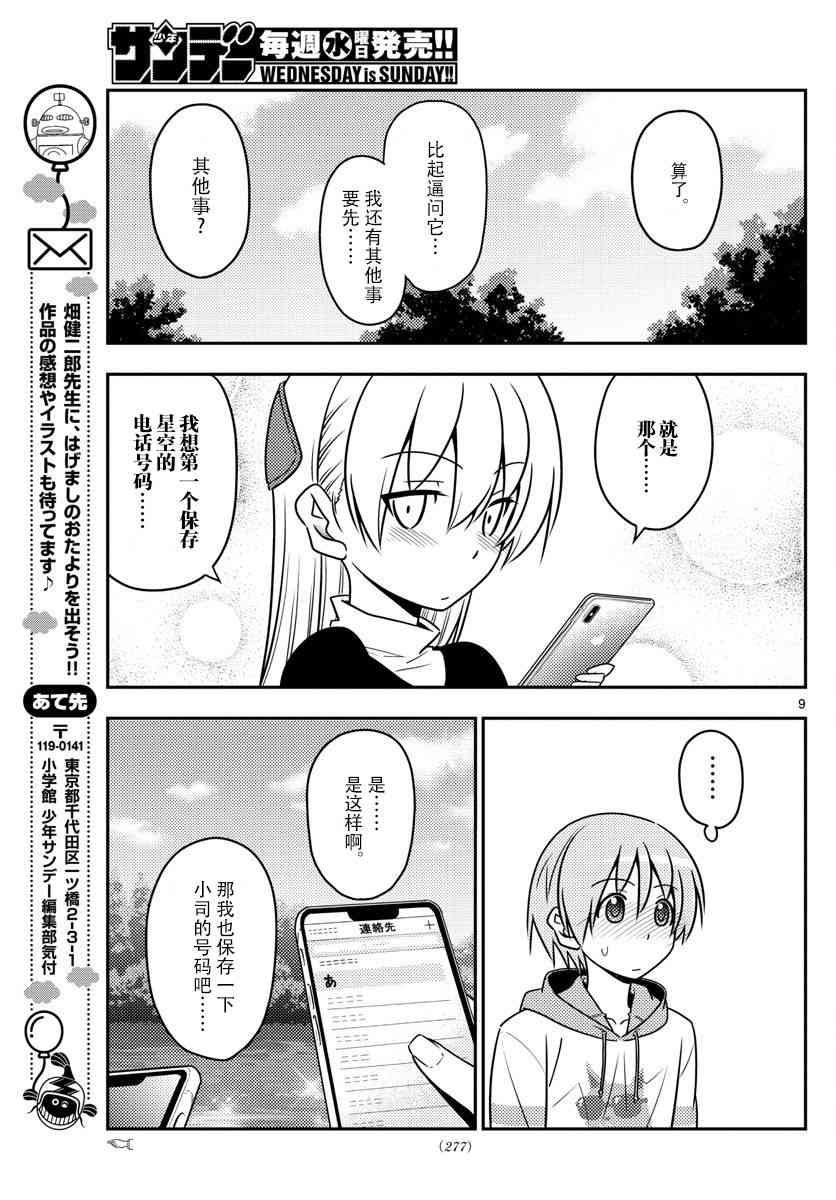 少年サンデー 毎週水曜日発売!!
WEDNESDAY is SUNDAY!!
算了。
比起逼问它…
我还有其他事
要先……
其他事？
就是
那个……
我想第一个保存
星空的
电话号码……
9
……
是……
是这样啊。
那我也保存一下
小司的号码吧……
連絡先
+
あ
(277)
畑健二郎先生に、はげましのおたよりを出そう!!
作品の感想やイラストも待ってます♪
あて先
〒
119-0141
東京都千代田区一ツ橋2-3-1
小学館 少年サンデー編集部気付